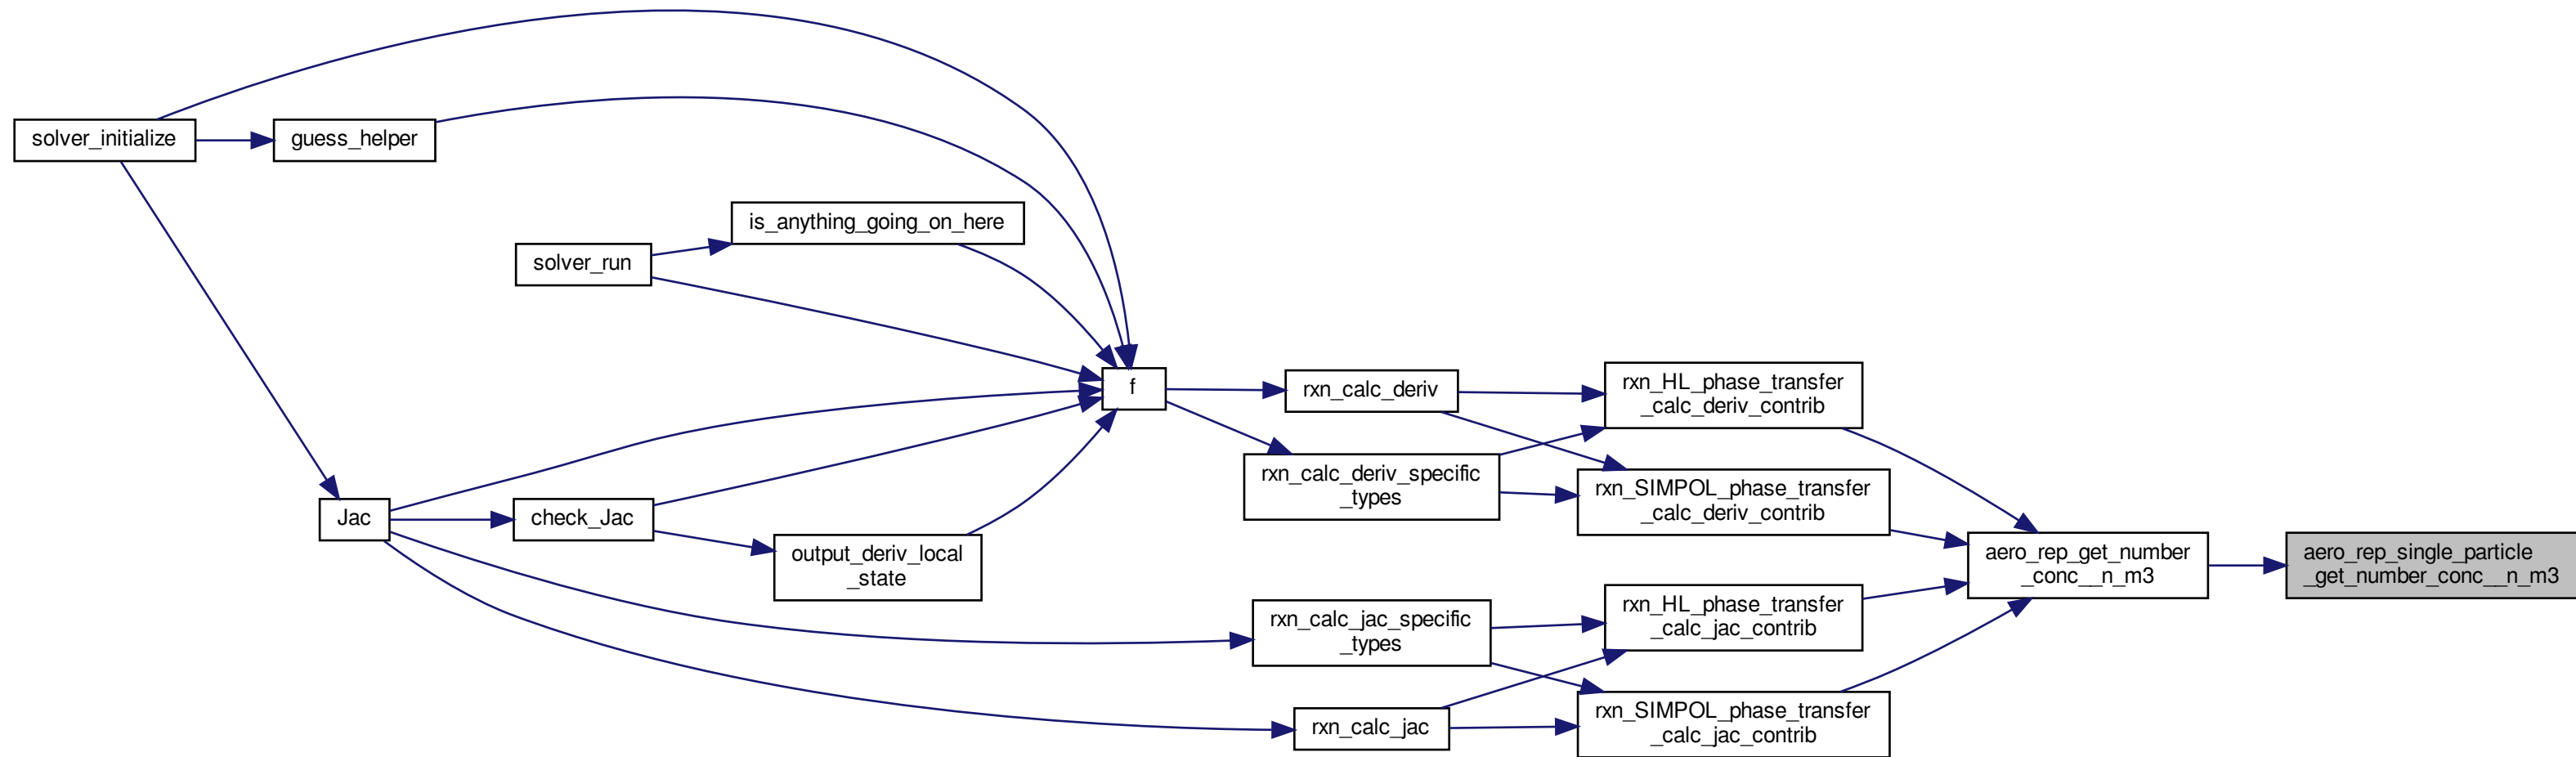 solver_initialize
guess_helper
is_anything_going_on_here
solver_run
f
rxn_calc_deriv
rxn_HL_phase_transfer
_calc_deriv_contrib
rxn_calc_deriv_specific
_types
rxn_SIMPOL_phase_transfer
_calc_deriv_contrib
Jac
check_Jac
output_deriv_local
_state
aero_rep_get_number
_conc__n_m3
aero_rep_single_particle
_get_number_conc__n_m3
rxn_calc_jac_specific
_types
rxn_HL_phase_transfer
_calc_jac_contrib
rxn_calc_jac
rxn_SIMPOL_phase_transfer
_calc_jac_contrib